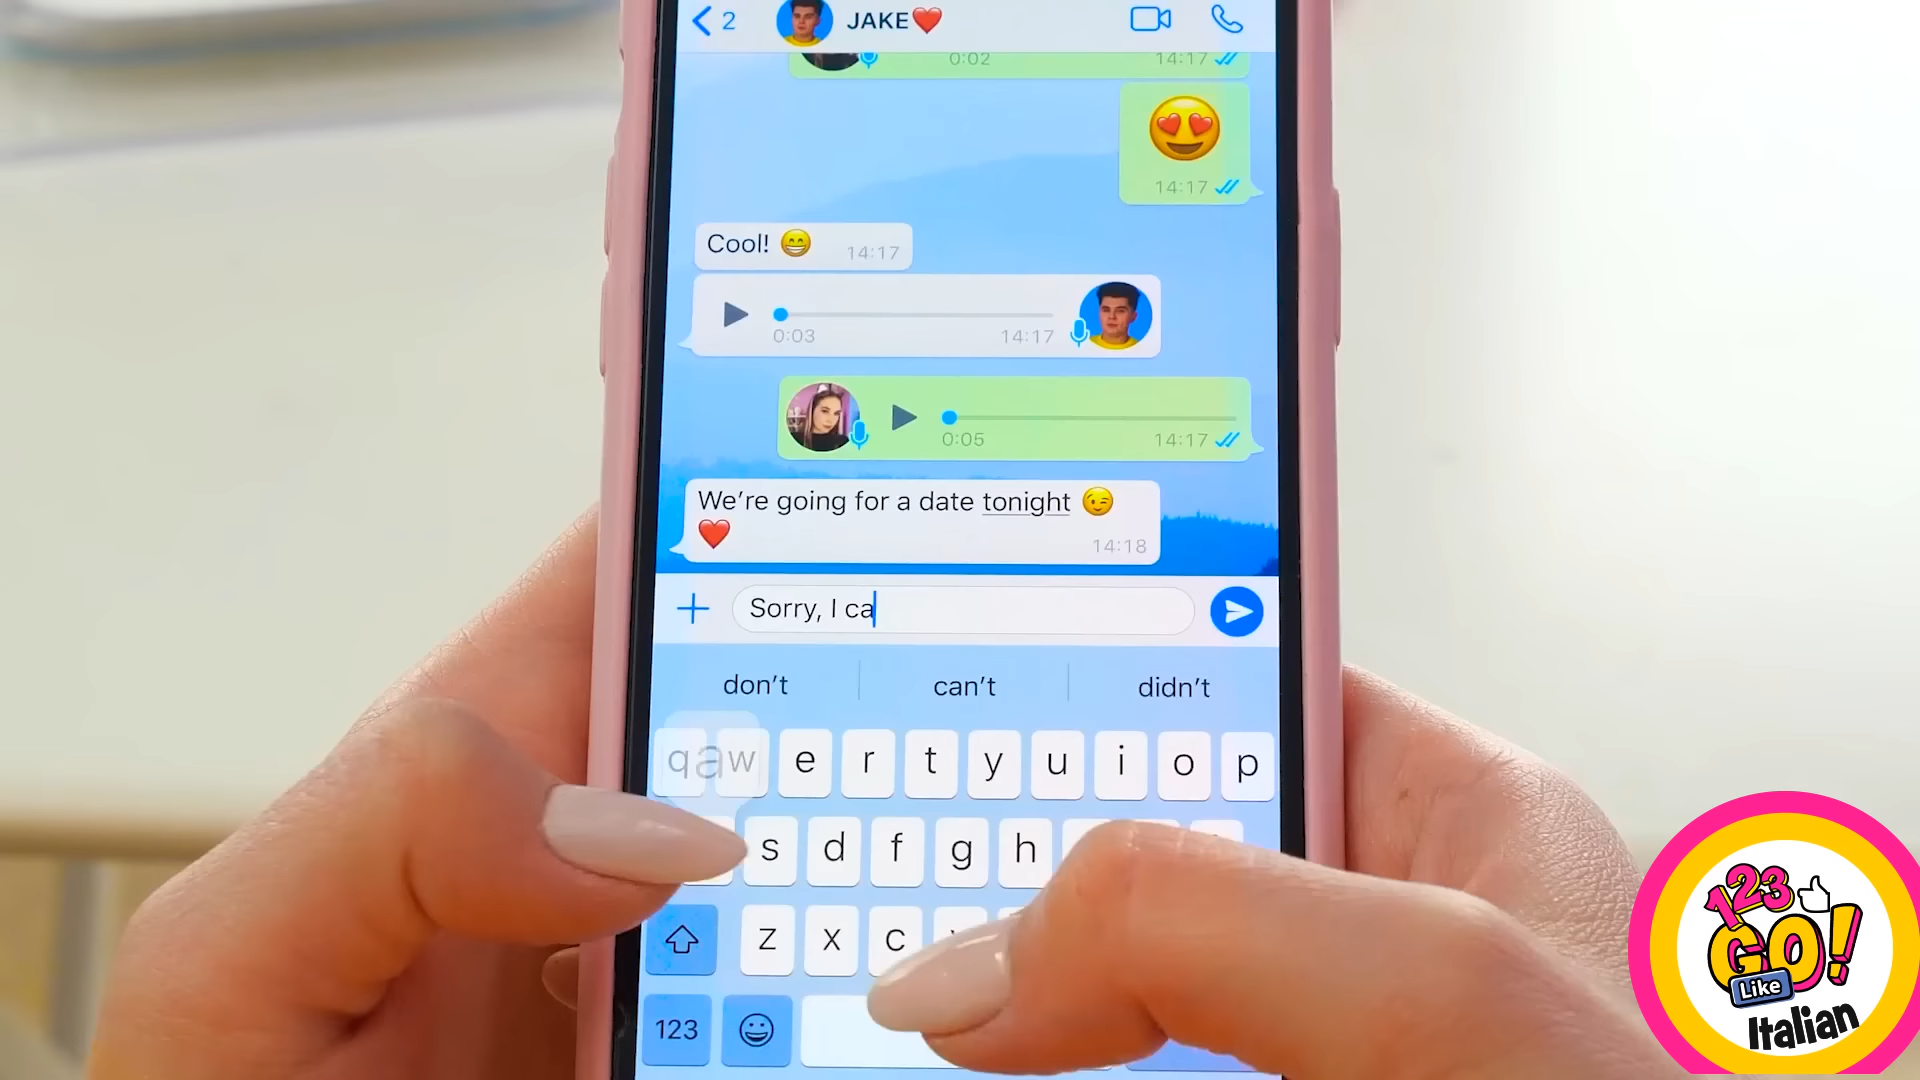 2
JAKE❤️
0:02 14:17
😍
14:17
Cool! 😁 14:17
0:03 14:17
0:05 14:17
We're going for a date tonight 😉
❤️
14:18
Sorry, I ca
don't can't didn't
q a w e r t y u i o p
s d f g h
z x c
123
123
GO!
Like
Italian